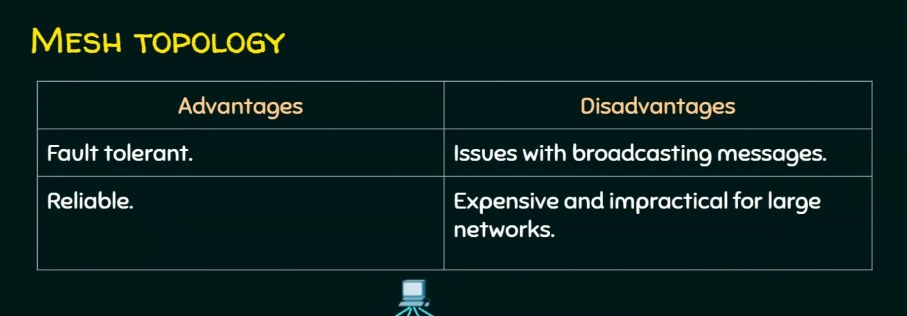 Mesh topology
Advantages
Disadvantages
Fault tolerant.
Issues with broadcasting messages.
Reliable.
Expensive and impractical for large
networks.